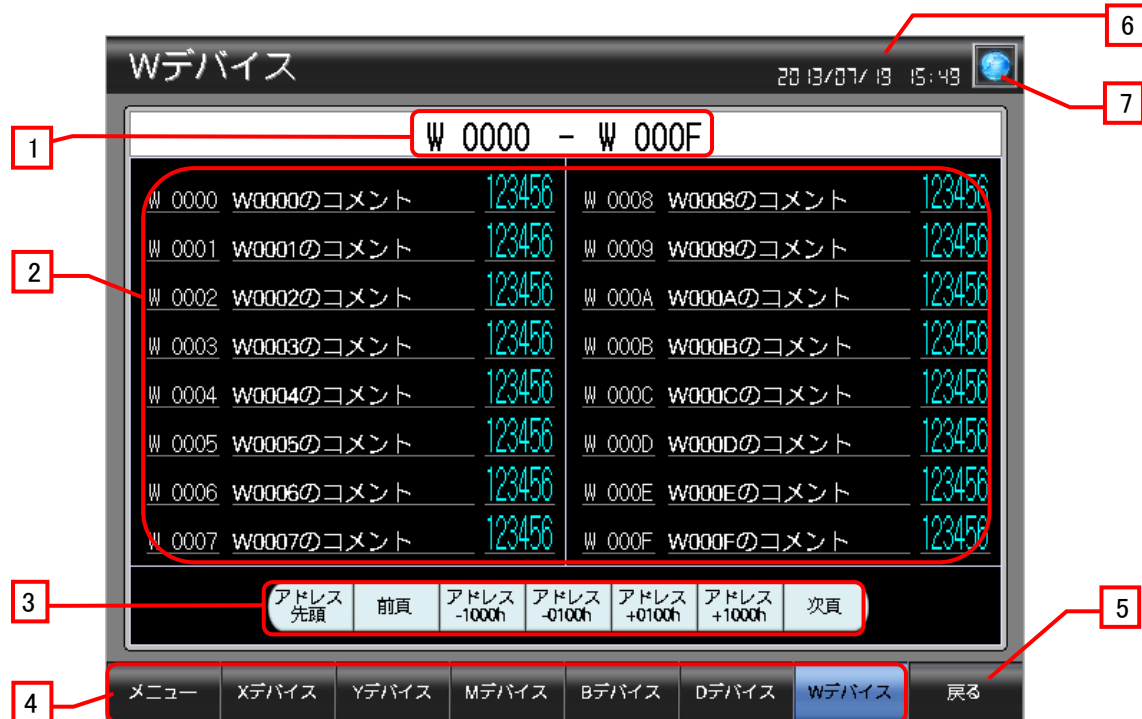 6
Wデバイス
2013/07/19 15:49
7
1
W 0000 - W 000F
W 0000 W0000のコメント 123456 W 0008 W0008のコメント 123456
W 0001 W0001のコメント 123456 W 0009 W0009のコメント 123456
2
W 0002 W0002のコメント 123456 W 000A W000Aのコメント 123456
W 0003 W0003のコメント 123456 W 000B W000Bのコメント 123456
W 0004 W0004のコメント 123456 W 000C W000Cのコメント 123456
W 0005 W0005のコメント 123456 W 000D W000Dのコメント 123456
W 0006 W0006のコメント 123456 W 000E W000Eのコメント 123456
W 0007 W0007のコメント 123456 W 000F W000Fのコメント 123456
3
アドレス
先頭
前頁
アドレス
-1000h
アドレス
-0100h
アドレス
+0100h
アドレス
+1000h
次頁
5
4
メニュー Xデバイス Yデバイス Mデバイス Bデバイス Dデバイス Wデバイス 戻る